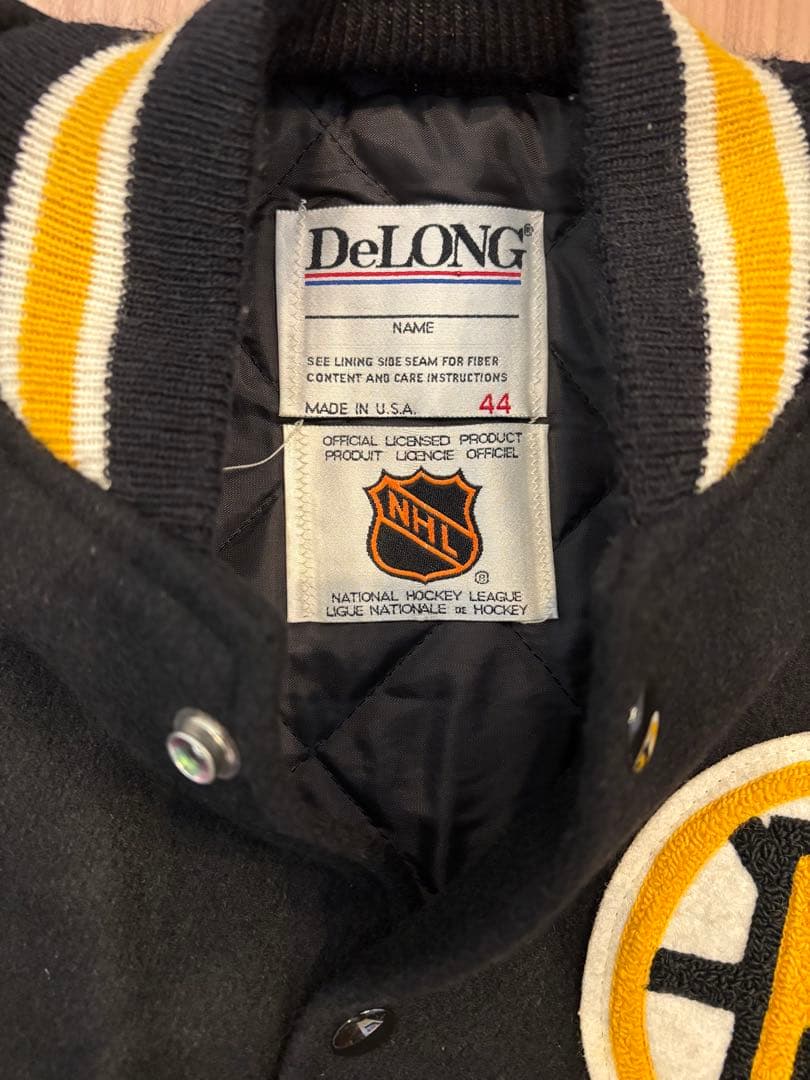 DeLONG®
NAME
SEE LINING SIDE SEAM FOR FIBER
CONTENT AND CARE INSTRUCTIONS
MADE IN U.S.A. 44
OFFICIAL LICENSED PRODUCT
PRODUIT LICENCIE OFFICIEL
NHL
®
NATIONAL HOCKEY LEAGUE
LIGUE NATIONALE DE HOCKEY